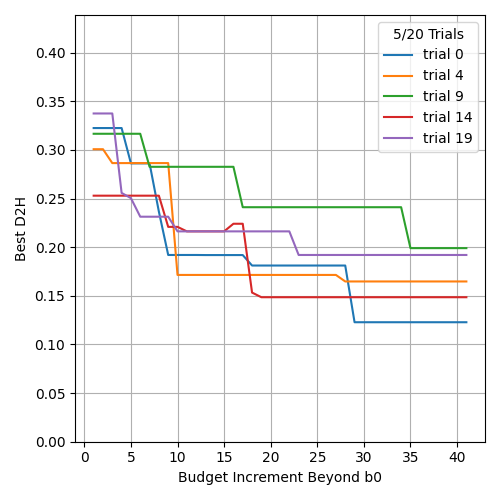 5/20 Trials
trial 0
trial 4
trial 9
trial 14
trial 19
Best D2H
0.40
0.35
0.30
0.25
0.20
0.15
0.10
0.05
0.00
0 5 10 15 20 25 30 35 40
Budget Increment Beyond b0